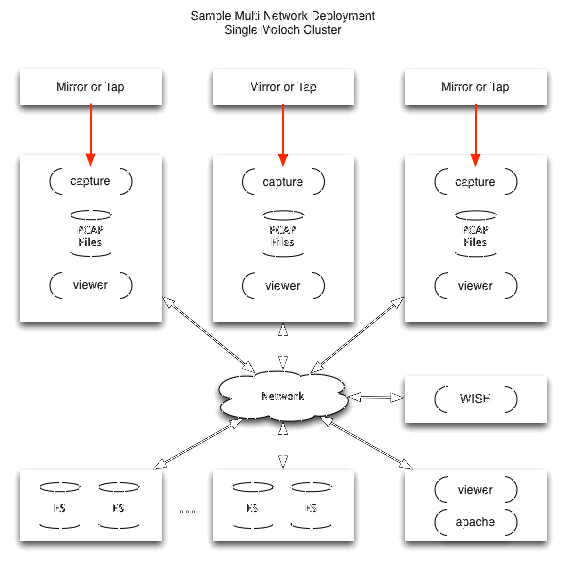 Sample Multi Network Deployment
Single Moloch Cluster
Mirror or Tap
Mirror or Tap
Mirror or Tap
capture
capture
capture
PCAP
Files
PCAP
Files
PCAP
Files
viewer
viewer
viewer
Network
WISE
ES
ES
...
ES
ES
viewer
apache